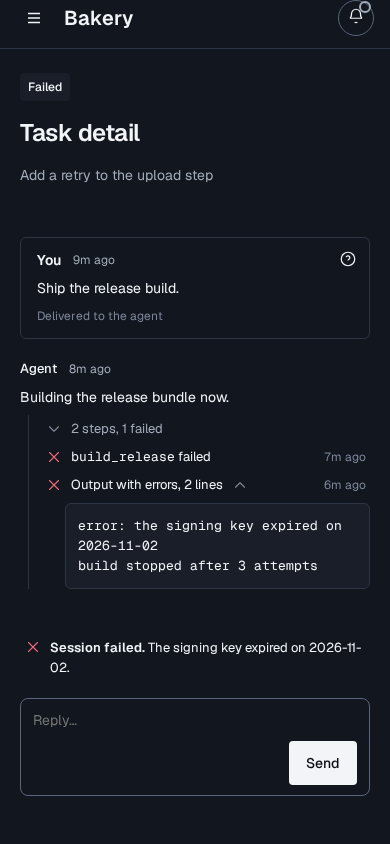 Bakery
Failed
Task detail
Add a retry to the upload step
You 9m ago
Ship the release build.
Delivered to the agent
Agent 8m ago
Building the release bundle now.
2 steps, 1 failed
build_release failed 7m ago
Output with errors, 2 lines 6m ago
error: the signing key expired on
2026-11-02
build stopped after 3 attempts
Session failed. The signing key expired on 2026-11-
02.
Reply...
Send